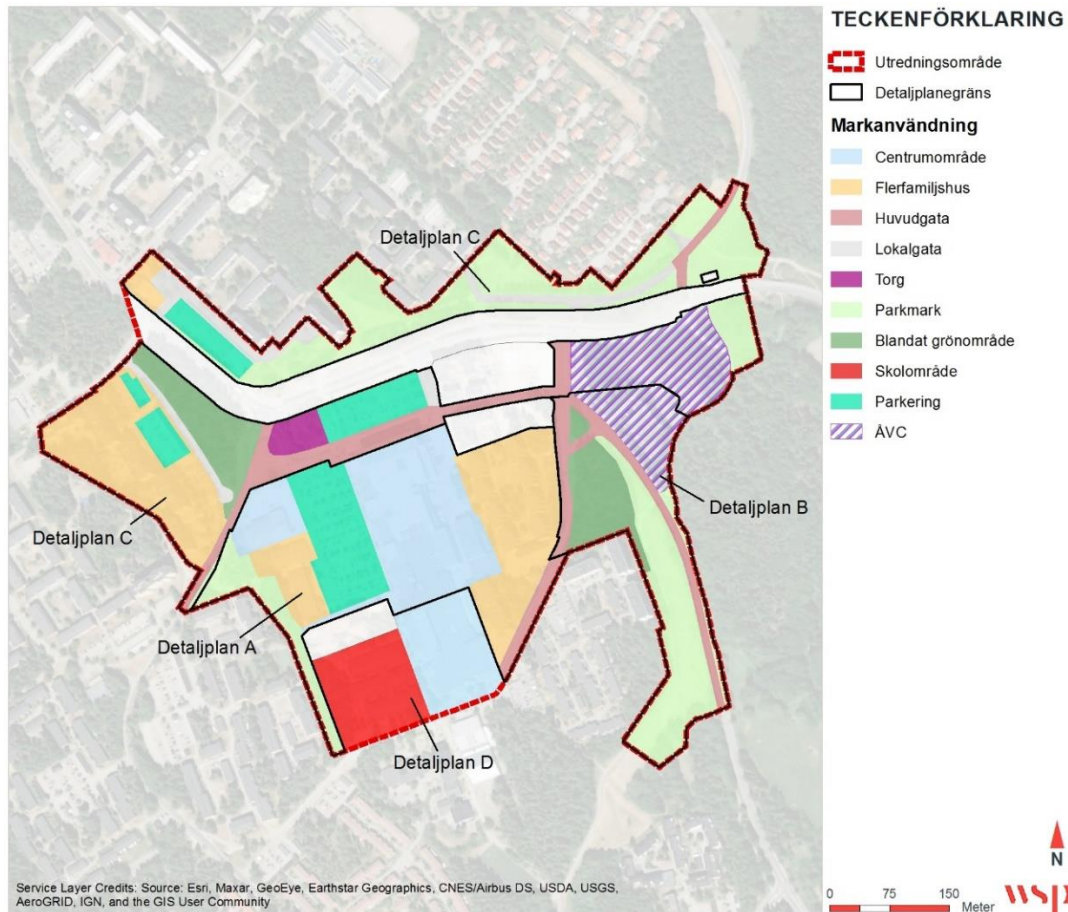 TECKENFÖRKLARING
Utredningsområde
Detaljplanegräns
Markanvändning
Centrumområde
Flerfamiljshus
Huvudgata
Lokalgata
Torg
Parkmark
Blandat grönområde
Skolområde
Parkering
ÅVC
Detaljplan C
Detaljplan C
Detaljplan B
Detaljplan A
Detaljplan D
Service Layer Credits: Source: Esri, Maxar, GeoEye, Earthstar Geographics, CNES/Airbus DS, USDA, USGS,
AeroGRID, IGN, and the GIS User Community
N
0 75 150
Meter
wsp